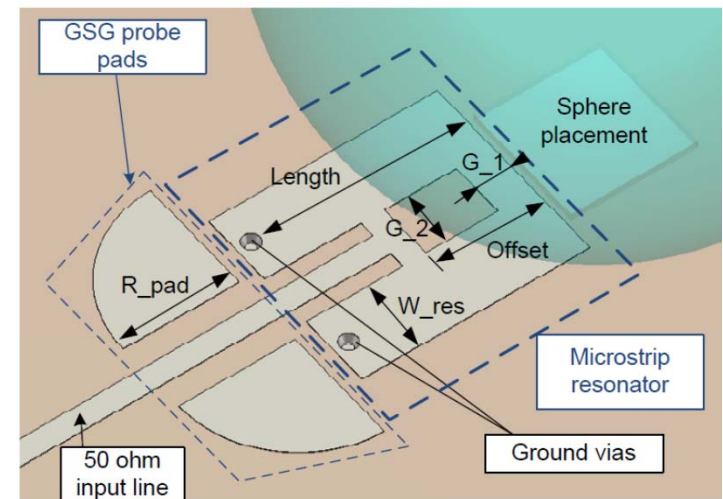 GSG probe
pads
Sphere
placement
G_1
Length
G_2
Offset
R_pad
W_res
Microstrip
resonator
50 ohm
input line
Ground vias